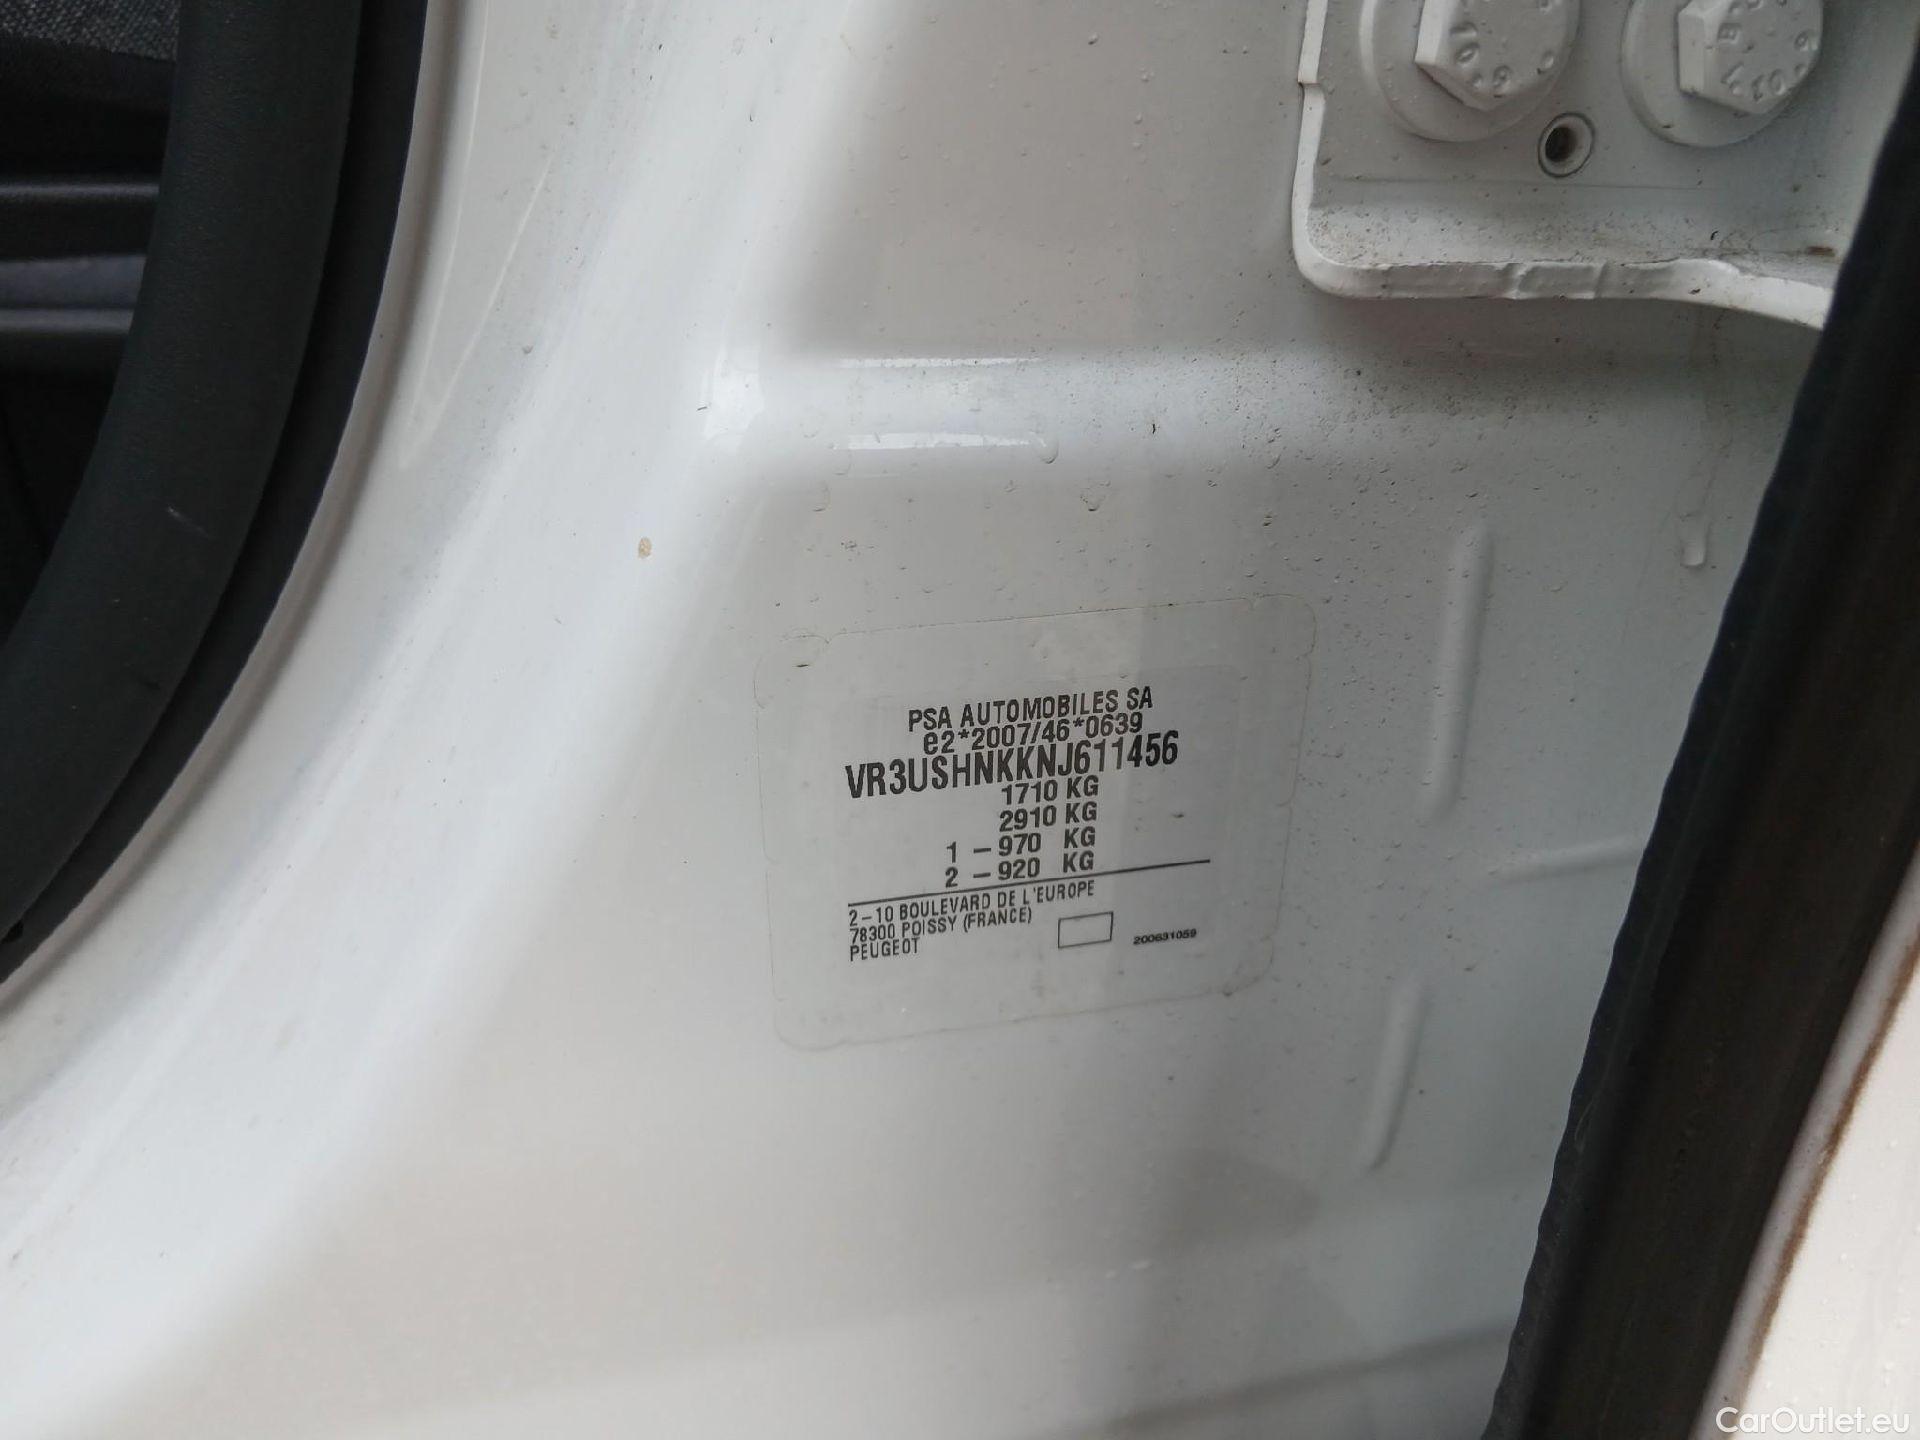 PSA AUTOMOBILES SA
e2*2007/46*0639
VR3USHNKKNJ611456
1710 KG
2910 KG
1 – 970 KG
2 – 920 KG
2–10 BOULEVARD DE L'EUROPE
78300 POISSY (FRANCE)
PEUGEOT
200631059
CarOutlet.eu